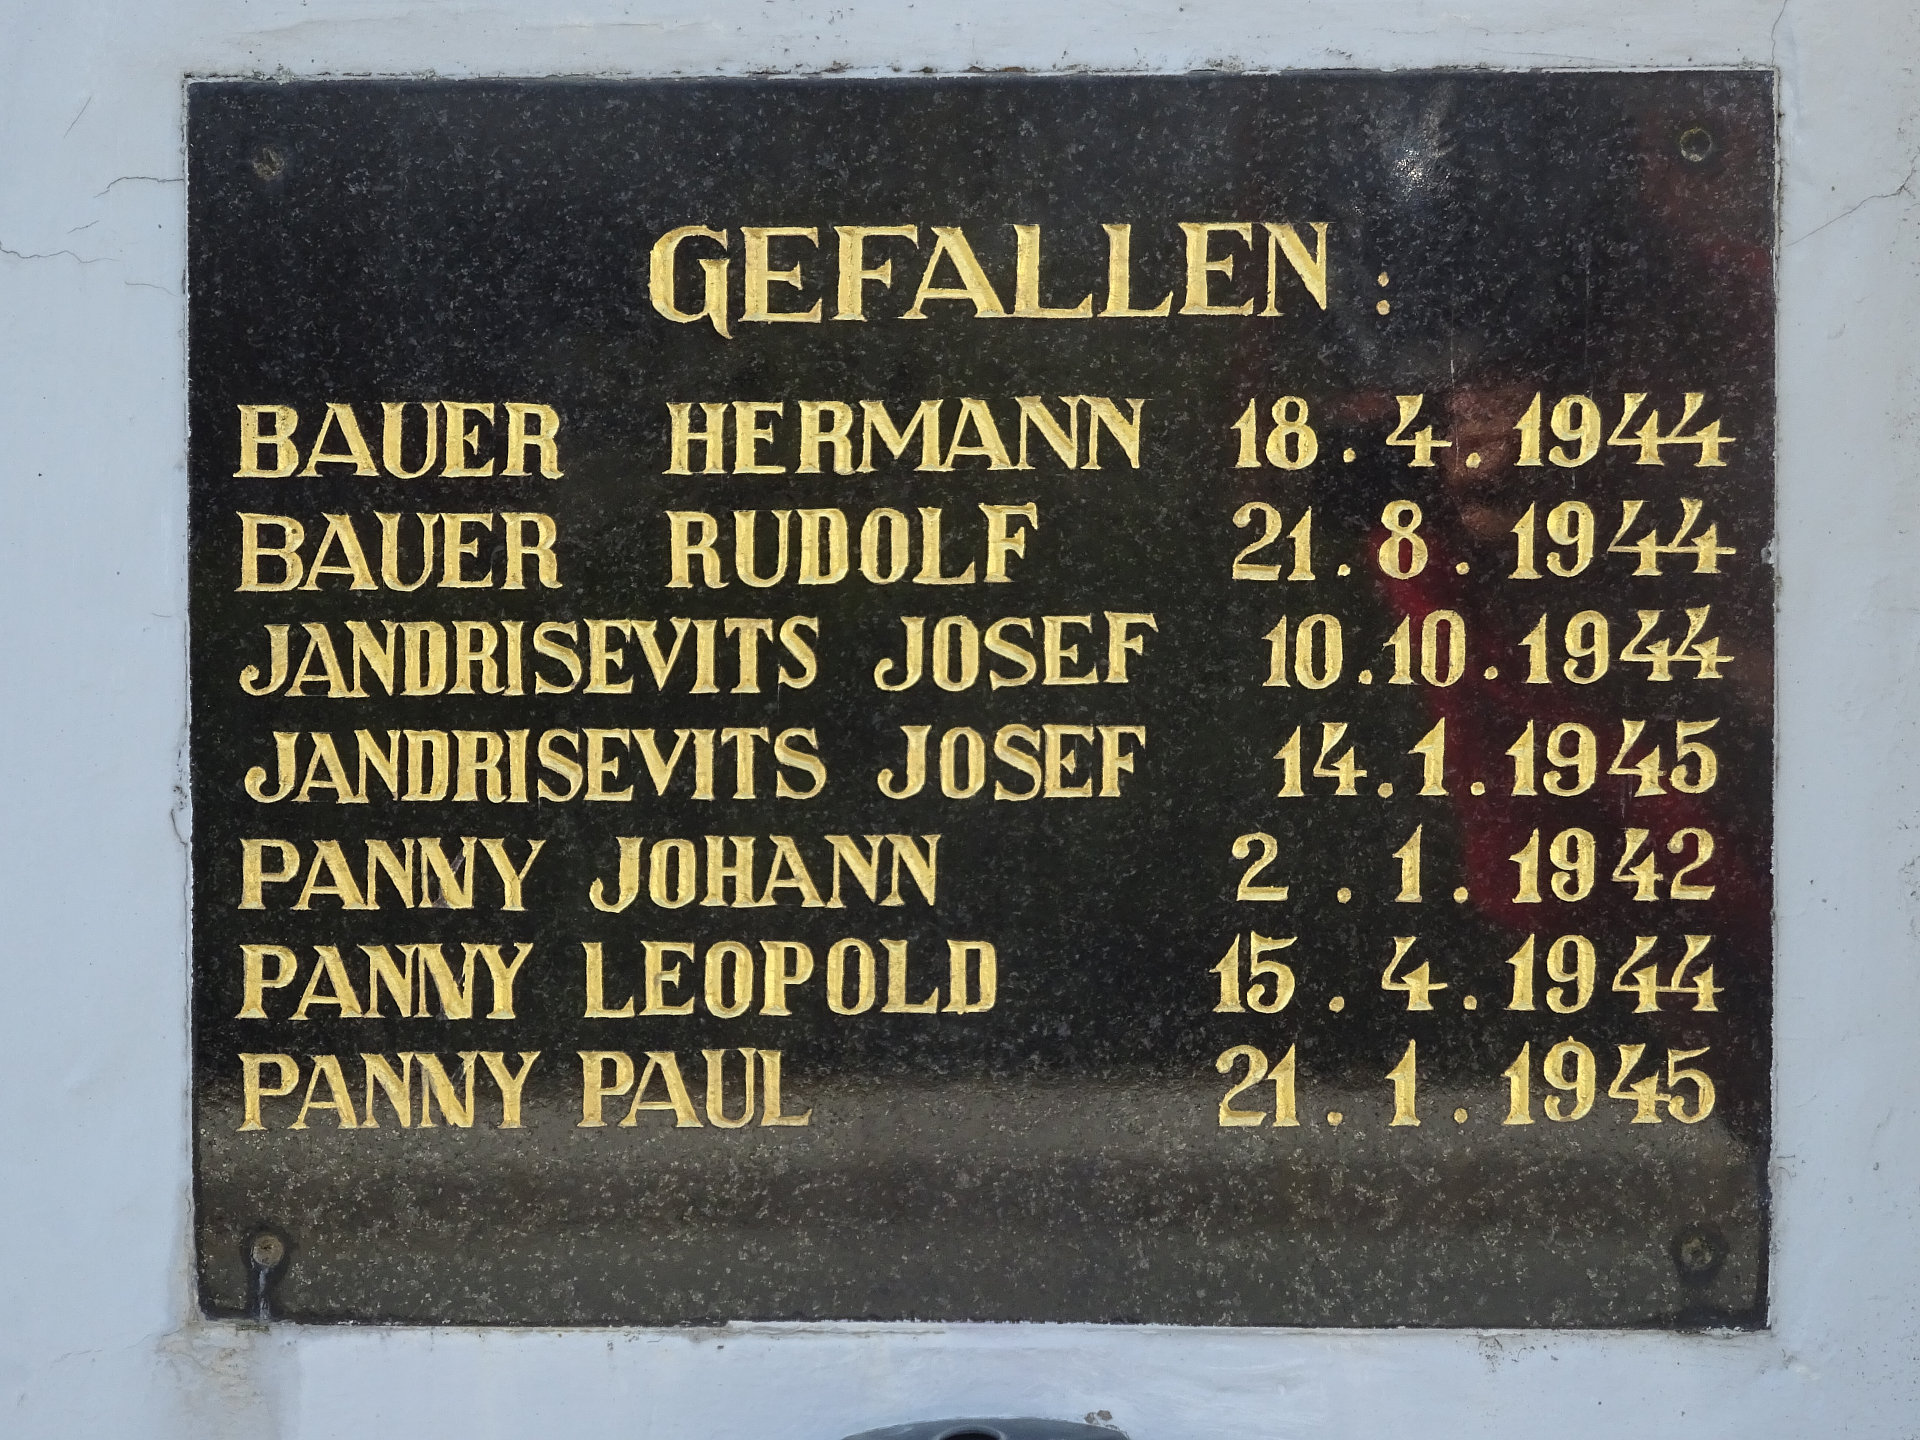 GEFALLEN:
BAUER HERMANN 18.4.1944
BAUER RUDOLF 21.8.1944
JANDRISEVITS JOSEF 10.10.1944
JANDRISEVITS JOSEF 14.1.1945
PANNY JOHANN 2.1.1942
PANNY LEOPOLD 15.4.1944
PANNY PAUL 21.1.1945